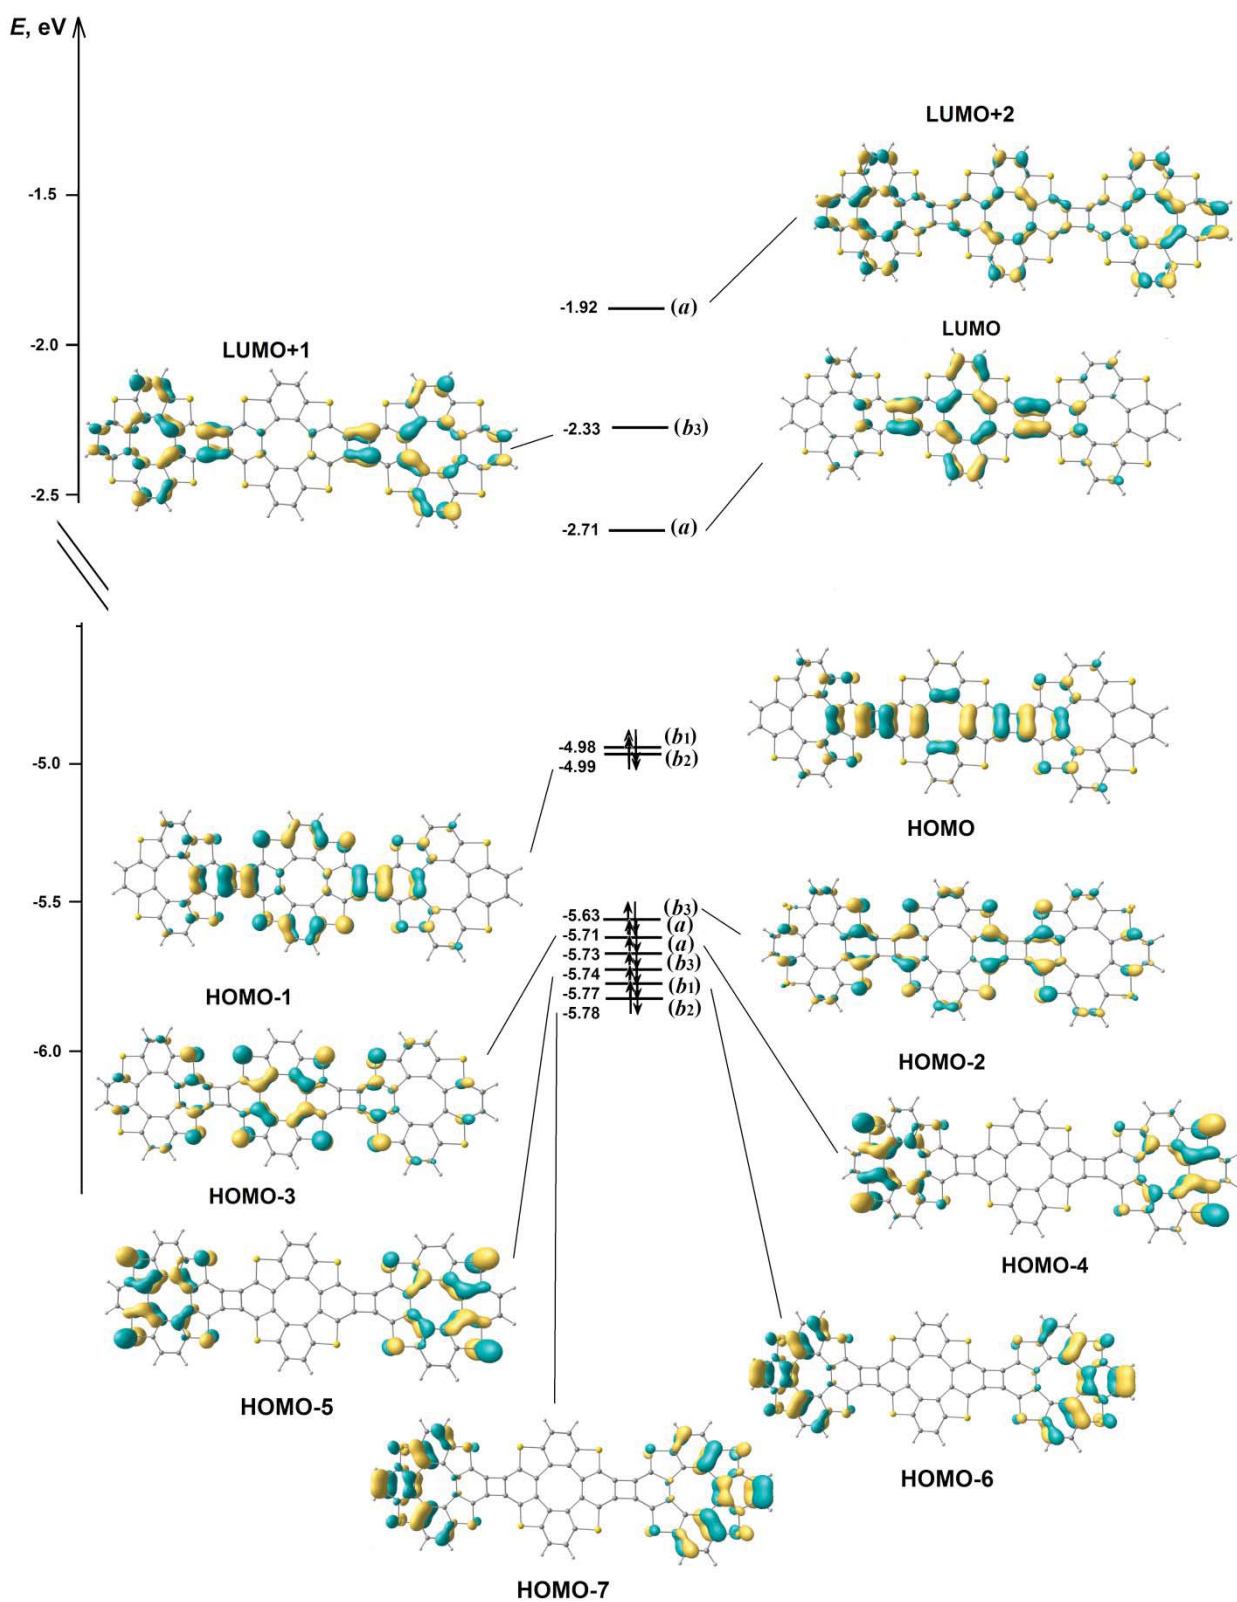 E, eV
LUMO+2
-1.5
-1.92
(a)
LUMO
-2.0
LUMO+1
-2.33
(b3)
-2.5
-2.71
(a)
-4.98
(b1)
-4.99
(b2)
-5.0
HOMO
-5.5
-5.63
(b3)
-5.71
(a)
-5.73
(a)
-5.74
(b3)
-5.77
(b1)
-5.78
(b2)
HOMO-1
-6.0
HOMO-2
HOMO-3
HOMO-4
HOMO-5
HOMO-6
HOMO-7